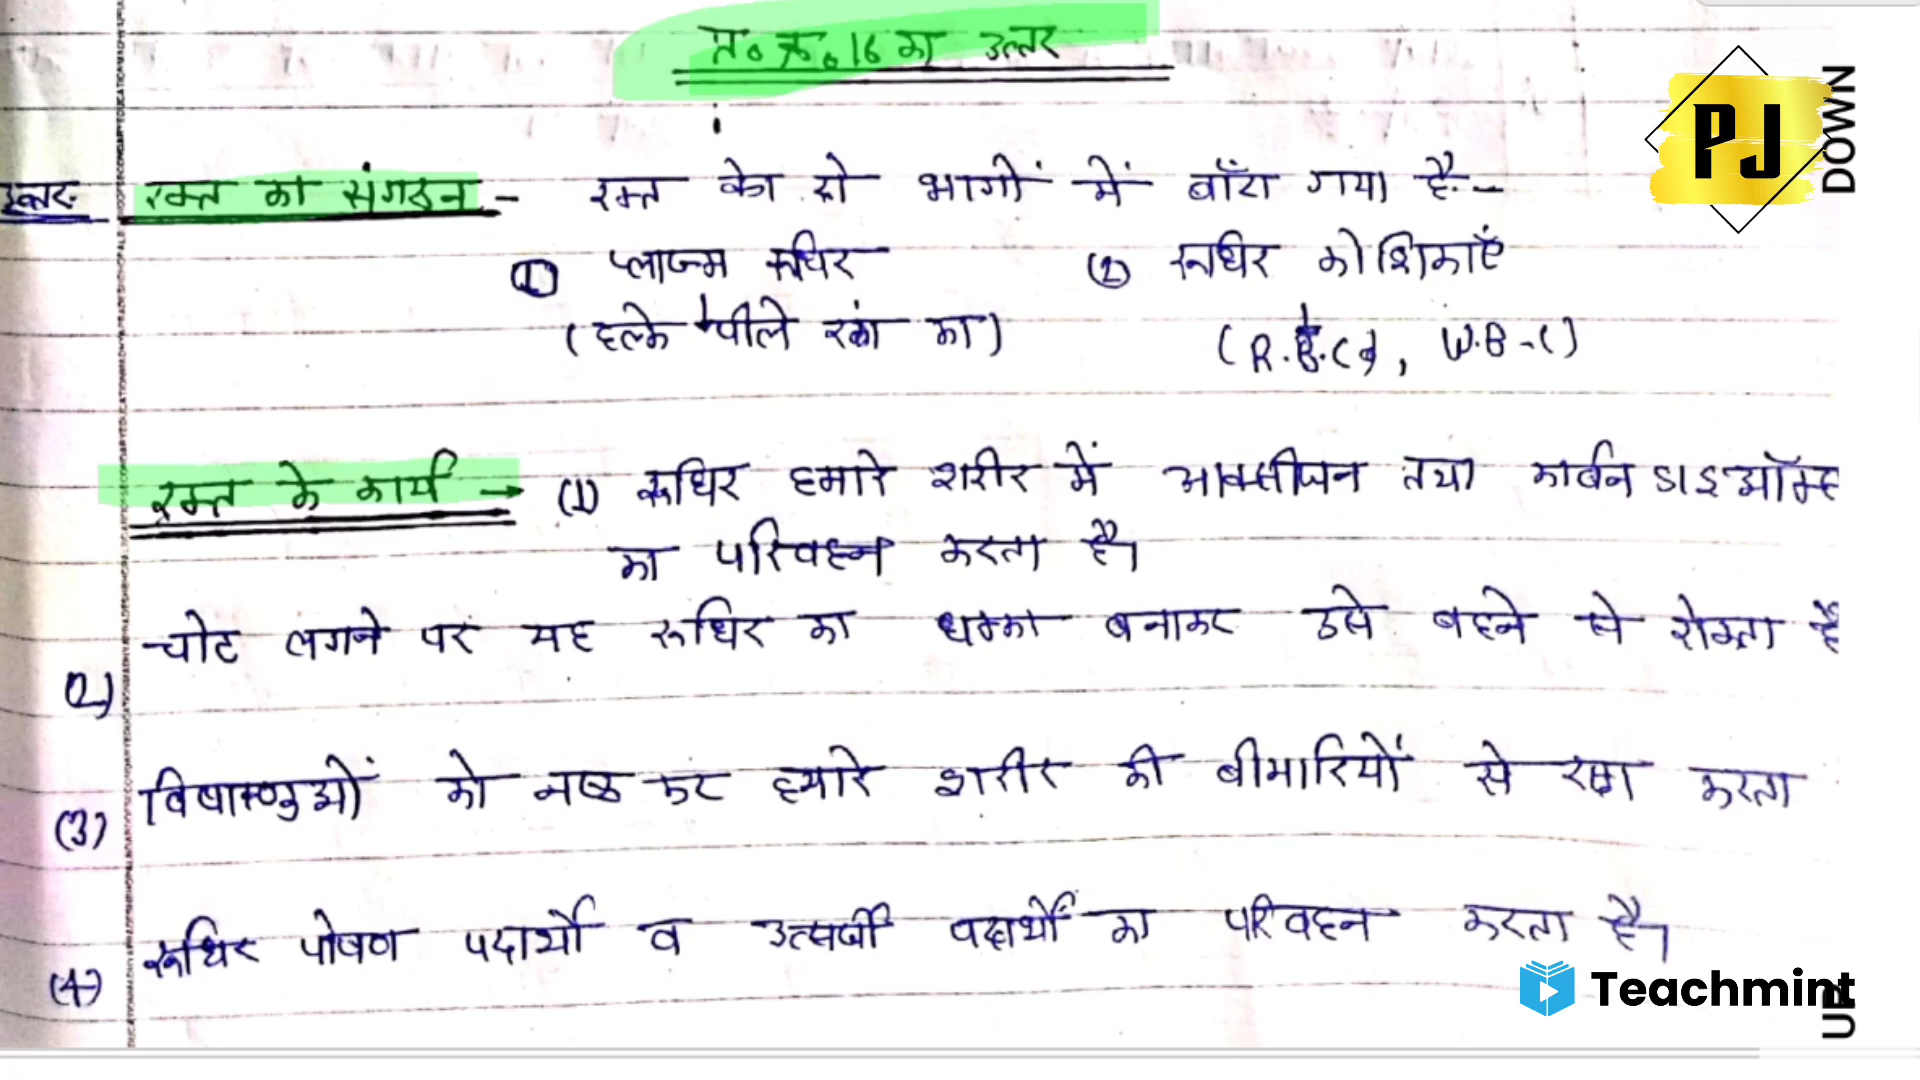 प्र० क्र० 16 का उत्तर
उत्तर- रक्त का संगठन - रक्त को दो भागों में बाँटा गया है:-
① प्लाज्म रूधिर ② रूधिर कोशिकाएँ
(हल्के पीले रंग का) (R.B.C, W.B.C)
रक्त के कार्य → (1) रूधिर हमारे शरीर में आक्सीजन तथा कार्बन डाइऑक्
का परिवहन करता है।
(2) चोट लगने पर यह रूधिर का थक्का बनाकर उसे बहने से रोकता है
(3) विषाणुओं को नष्ट कर हमारे शरीर की बीमारियों से रक्षा करता
(4) रूधिर पोषण पदार्थो व उत्सर्जी पदार्थों का परिवहन करता है।
PJ
DOWN
Teachmint
UP